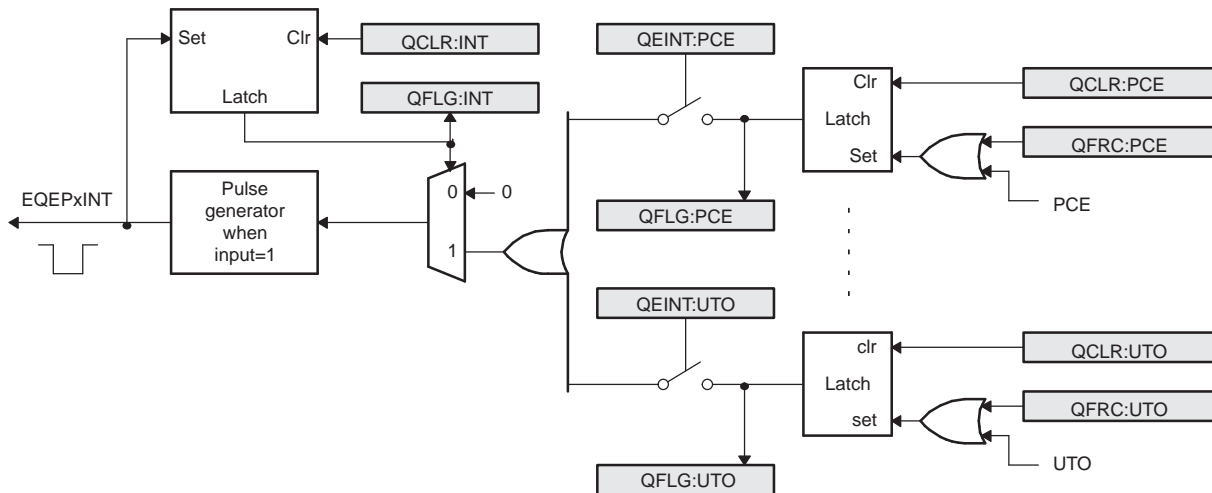 Set
Clr
Latch
QCLR:INT
QFLG:INT
EQEPxINT
Pulse
generator
when
input=1
0
0
1
QEINT:PCE
QFLG:PCE
Clr
Latch
Set
QCLR:PCE
QFRC:PCE
PCE
QEINT:UTO
QFLG:UTO
clr
Latch
set
QCLR:UTO
QFRC:UTO
UTO